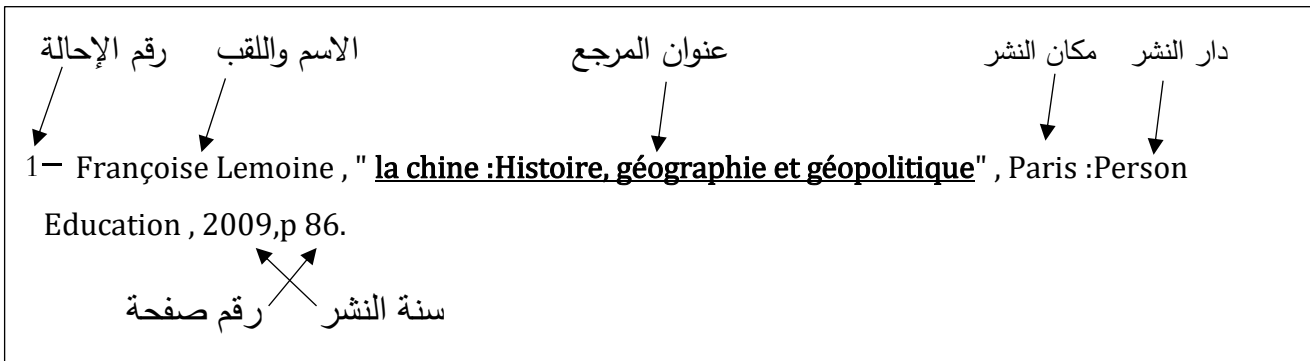 رقم الإحالة الاسم واللقب عنوان المرجع مكان النشر دار النشر
1– Françoise Lemoine , " la chine :Histoire, géographie et géopolitique" , Paris :Person
Education , 2009,p 86.
رقم صفحة سنة النشر